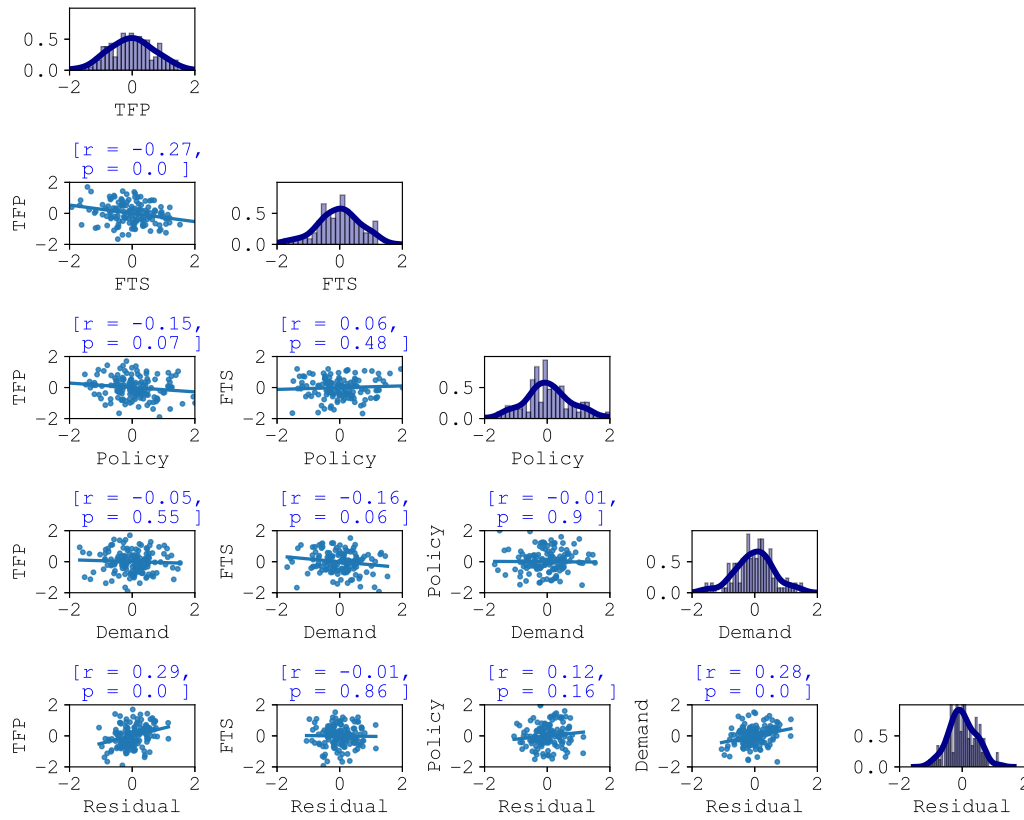 0.5
0.0
−2 0 2
TFP
[r = -0.27,
p = 0.0 ]
TFP
2
0
−2
−2 0 2
FTS
0.5
0.0
−2 0 2
FTS
[r = -0.15,
p = 0.07 ]
TFP
2
0
−2
−2 0 2
Policy
[r = 0.06,
p = 0.48 ]
FTS
2
0
−2
−2 0 2
Policy
0.5
0.0
−2 0 2
Policy
[r = -0.05,
p = 0.55 ]
TFP
2
0
−2
−2 0 2
Demand
[r = -0.16,
p = 0.06 ]
FTS
2
0
−2
−2 0 2
Demand
[r = -0.01,
p = 0.9 ]
Policy
2
0
−2
−2 0 2
Demand
0.5
0.0
−2 0 2
Demand
[r = 0.29,
p = 0.0 ]
TFP
2
0
−2
−2 0 2
Residual
[r = -0.01,
p = 0.86 ]
FTS
2
0
−2
−2 0 2
Residual
[r = 0.12,
p = 0.16 ]
Policy
2
0
−2
−2 0 2
Residual
[r = 0.28,
p = 0.0 ]
Demand
2
0
−2
−2 0 2
Residual
0.5
0.0
−2 0 2
Residual